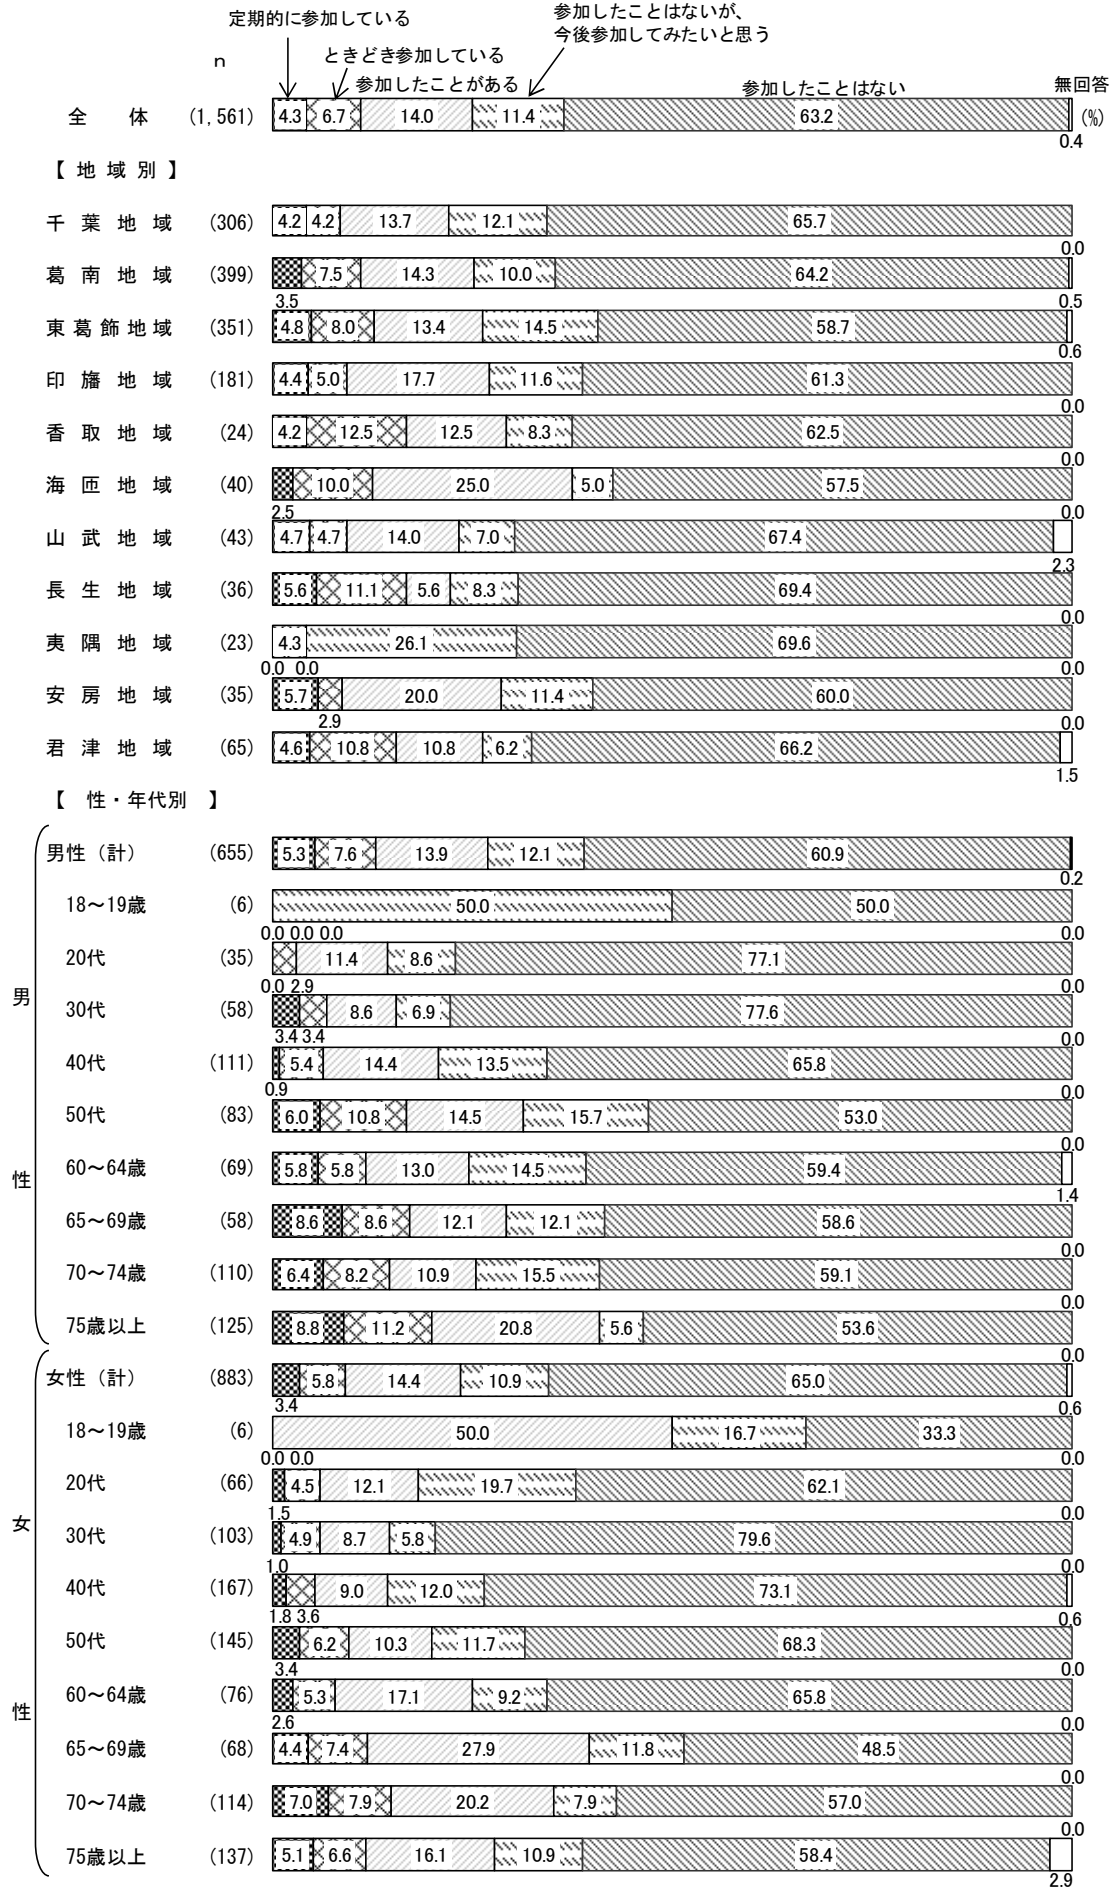 定期的に参加している
参加したことはないが、
今後参加してみたいと思う
ときどき参加している
n
参加したことがある
参加したことはない
無回答
全 体 (1,561) 4.3 6.7 14.0 11.4 63.2 (%)
0.4
【 地 域 別 】
千 葉 地 域 (306) 4.2 4.2 13.7 12.1 65.7
0.0
葛 南 地 域 (399) 7.5 14.3 10.0 64.2
3.5 0.5
東 葛 飾 地 域 (351) 4.8 8.0 13.4 14.5 58.7
0.6
印 旛 地 域 (181) 4.4 5.0 17.7 11.6 61.3
0.0
香 取 地 域 (24) 4.2 12.5 12.5 8.3 62.5
0.0
海 匝 地 域 (40) 10.0 25.0 5.0 57.5
2.5 0.0
山 武 地 域 (43) 4.7 4.7 14.0 7.0 67.4
2.3
長 生 地 域 (36) 5.6 11.1 5.6 8.3 69.4
0.0
夷 隅 地 域 (23) 4.3 26.1 69.6
0.0 0.0 0.0
安 房 地 域 (35) 5.7 20.0 11.4 60.0
2.9 0.0
君 津 地 域 (65) 4.6 10.8 10.8 6.2 66.2
1.5
【 性・年代別 】
男性（計） (655) 5.3 7.6 13.9 12.1 60.9
0.2
18～19歳 (6) 50.0 50.0
0.0 0.0 0.0 0.0
20代 (35) 11.4 8.6 77.1
0.0 2.9 0.0
男
30代 (58) 8.6 6.9 77.6
3.4 3.4 0.0
40代 (111) 5.4 14.4 13.5 65.8
0.9 0.0
50代 (83) 6.0 10.8 14.5 15.7 53.0
0.0
60～64歳 (69) 5.8 5.8 13.0 14.5 59.4
性
1.4
65～69歳 (58) 8.6 8.6 12.1 12.1 58.6
0.0
70～74歳 (110) 6.4 8.2 10.9 15.5 59.1
0.0
75歳以上 (125) 8.8 11.2 20.8 5.6 53.6
0.0
女性（計） (883) 5.8 14.4 10.9 65.0
3.4 0.6
18～19歳 (6) 50.0 16.7 33.3
0.0 0.0 0.0
20代 (66) 4.5 12.1 19.7 62.1
1.5 0.0
女
30代 (103) 4.9 8.7 5.8 79.6
1.0 0.0
40代 (167) 9.0 12.0 73.1
1.8 3.6 0.6
50代 (145) 6.2 10.3 11.7 68.3
3.4 0.0
60～64歳 (76) 5.3 17.1 9.2 65.8
性
2.6 0.0
65～69歳 (68) 4.4 7.4 27.9 11.8 48.5
0.0
70～74歳 (114) 7.0 7.9 20.2 7.9 57.0
0.0
75歳以上 (137) 5.1 6.6 16.1 10.9 58.4
2.9